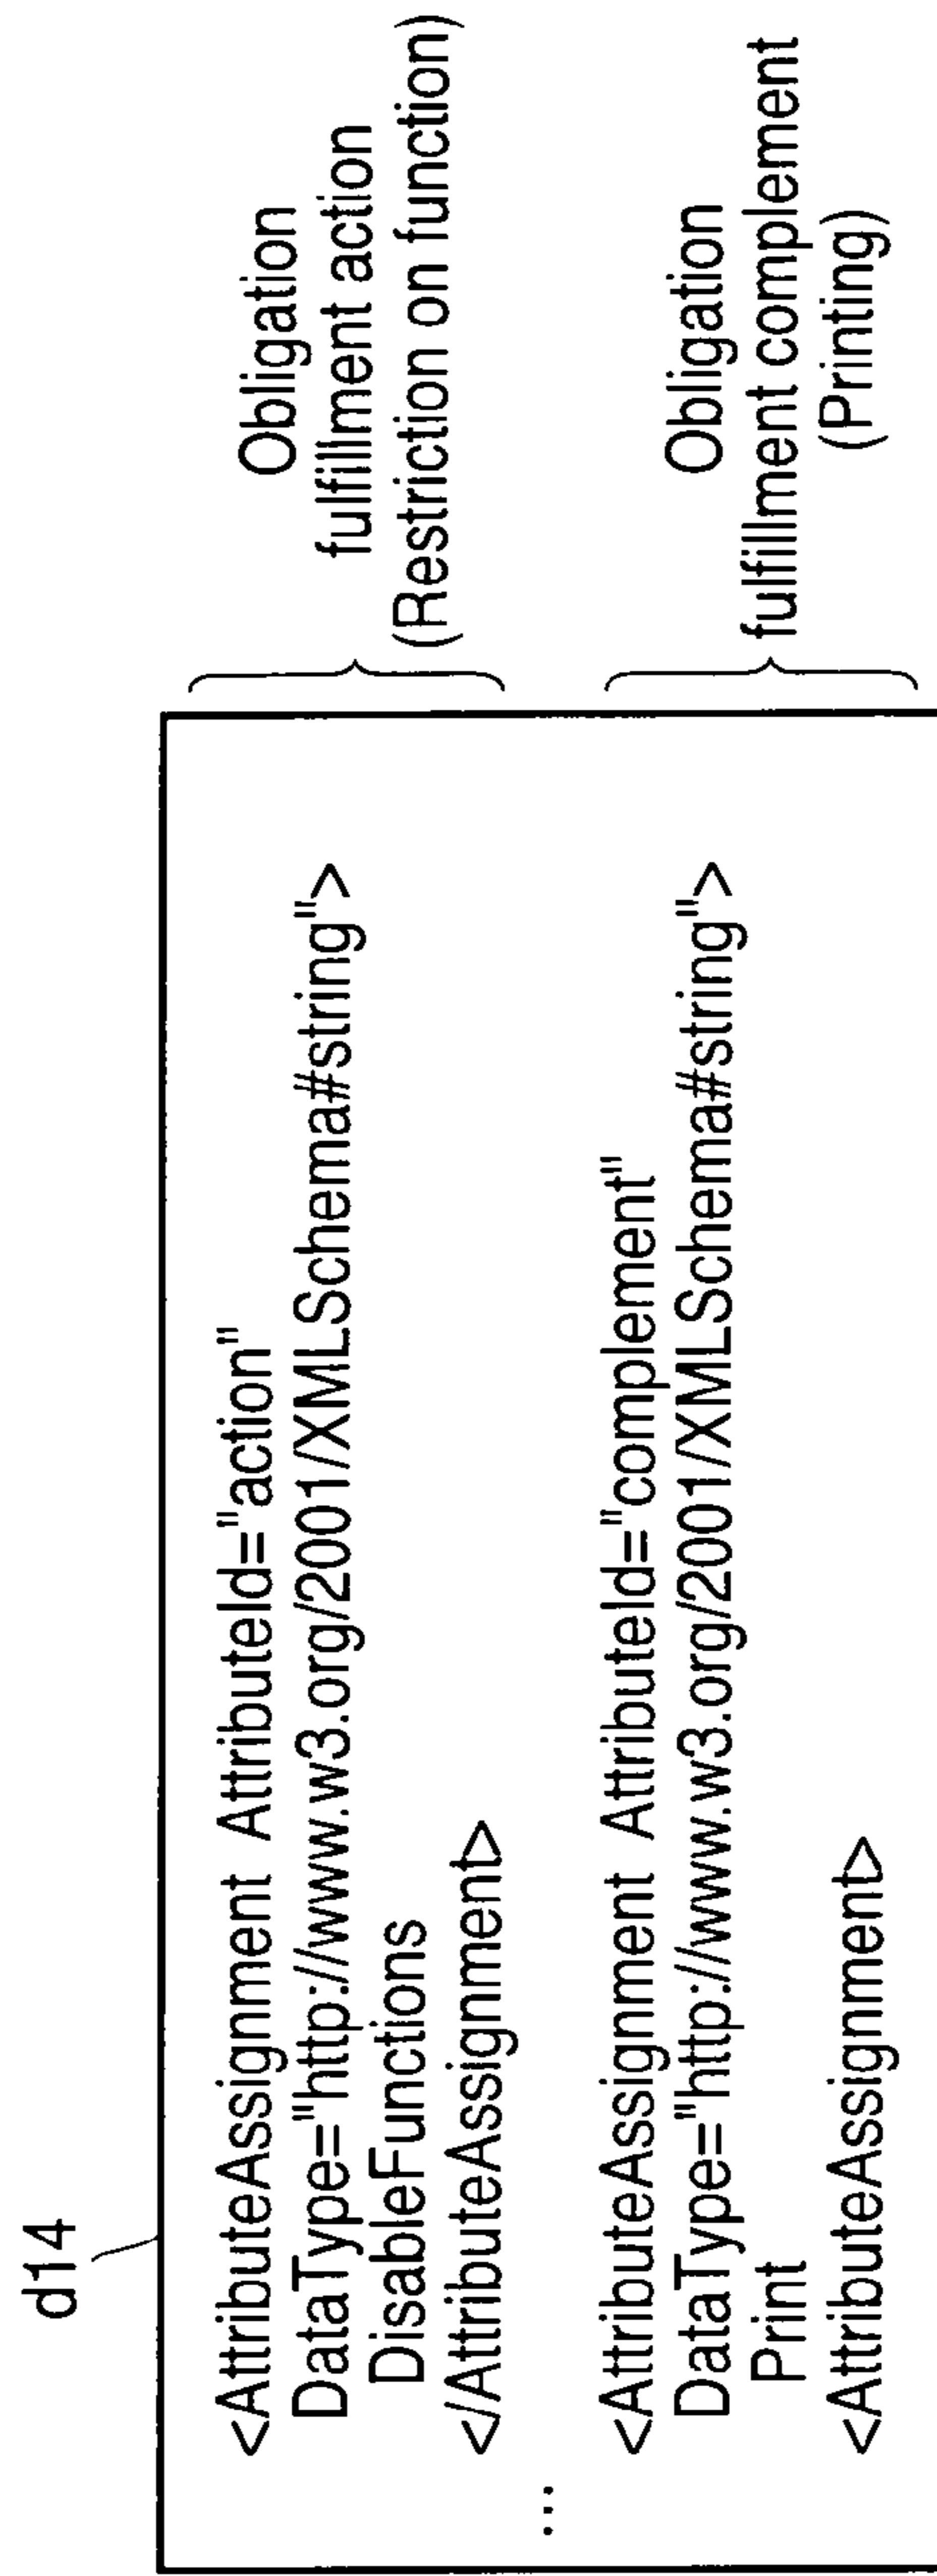 d14
<AttributeAssignment AttributeId="action"
DataType="http://www.w3.org/2001/XMLSchema#string">
DisableFunctions
</AttributeAssignment>
...
<AttributeAssignment AttributeId="complement"
DataType="http://www.w3.org/2001/XMLSchema#string">
Print
<AttributeAssignment>
Obligation
fulfillment action
(Restriction on function)
Obligation
fulfillment complement
(Printing)